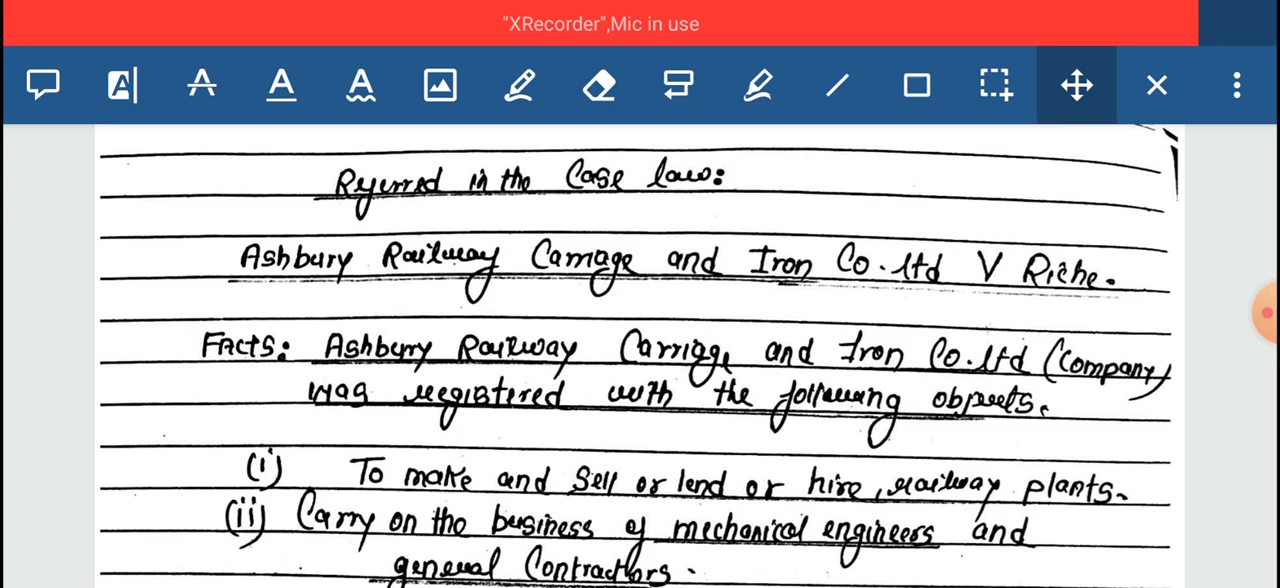 "XRecorder",Mic in use
Referred in the Case law:
Ashbury Railway Carriage and Iron Co. Ltd V Riche.
Facts: Ashbury Railway Carriage and Iron Co. Ltd (Company)
was registered with the following objects.
(i) To make and Sell or lend or hire, railway plants.
(ii) Carry on the business of mechanical engineers and
general Contractors.